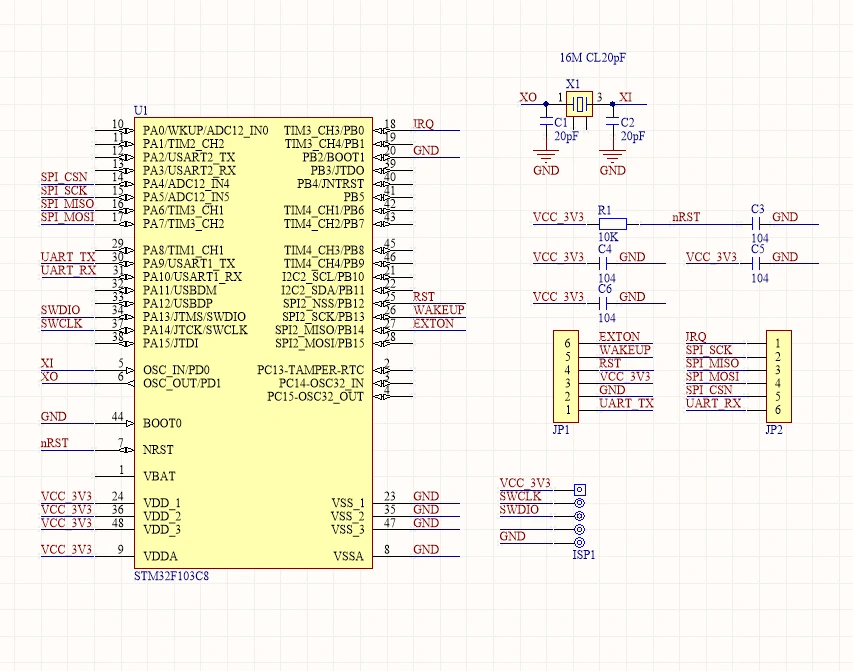 16M CL20pF
X1
XO 1 3 XI
C1 C2
20pF 20pF
GND GND
U1
10 PA0/WKUP/ADC12_IN0 TIM3_CH3/PB0 18 IRQ
11 PA1/TIM2_CH2 TIM3_CH4/PB1 19
12 PA2/USART2_TX PB2/BOOT1 20 GND
13 PA3/USART2_RX PB3/JTDO 39
SPI_CSN 14 PA4/ADC12_IN4 PB4/JNTRST 40
SPI_SCK 15 PA5/ADC12_IN5 PB5 41
SPI_MISO 16 PA6/TIM3_CH1 TIM4_CH1/PB6 42
SPI_MOSI 17 PA7/TIM3_CH2 TIM4_CH2/PB7 43
29 PA8/TIM1_CH1 TIM4_CH3/PB8 45
UART_TX 30 PA9/USART1_TX TIM4_CH4/PB9 46
UART_RX 31 PA10/USART1_RX I2C2_SCL/PB10 21
32 PA11/USBDM I2C2_SDA/PB11 22
33 PA12/USBDP SPI2_NSS/PB12 25 RST
SWDIO 34 PA13/JTMS/SWDIO SPI2_SCK/PB13 26 WAKEUP
SWCLK 37 PA14/JTCK/SWCLK SPI2_MISO/PB14 27 EXTON
38 PA15/JTDI SPI2_MOSI/PB15 28
XI 5 OSC_IN/PD0 PC13-TAMPER-RTC 2
XO 6 OSC_OUT/PD1 PC14-OSC32_IN 3
PC15-OSC32_OUT 4
GND 44 BOOT0
nRST 7 NRST
1 VBAT
VCC_3V3 24 VDD_1 VSS_1 23 GND
VCC_3V3 36 VDD_2 VSS_2 35 GND
VCC_3V3 48 VDD_3 VSS_3 47 GND
VCC_3V3 9 VDDA VSSA 8 GND
STM32F103C8
VCC_3V3 R1 nRST C3 GND
10K 104
VCC_3V3 C4 GND VCC_3V3 C5 GND
104 104
VCC_3V3 C6 GND
104
6 EXTON IRQ 1
5 WAKEUP SPI_SCK 2
4 RST SPI_MISO 3
3 VCC_3V3 SPI_MOSI 4
2 GND SPI_CSN 5
1 UART_TX UART_RX 6
JP1 JP2
VCC_3V3
SWCLK
SWDIO
GND
ISP1